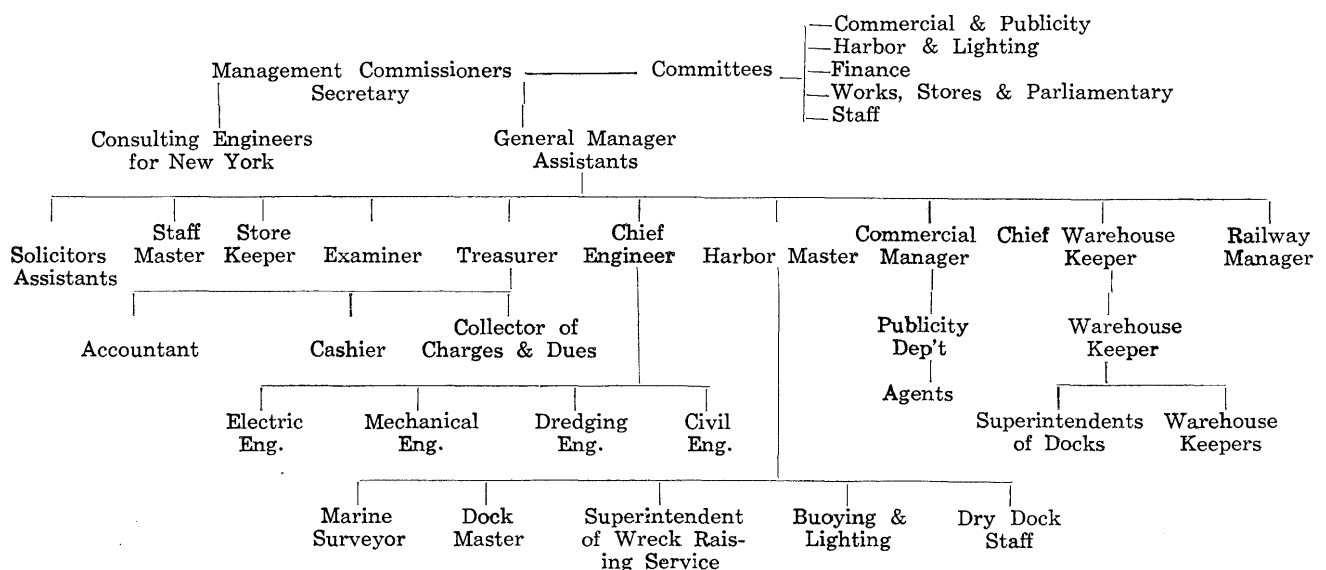 Commercial & Publicity
Harbor & Lighting
Management Commissioners
Secretary
Committees
Finance
Works, Stores & Parliamentary
Staff
Consulting Engineers
for New York
General Manager
Assistants
Solicitors
Assistants
Staff
Master
Store
Keeper
Examiner
Treasurer
Chief
Engineer
Harbor Master
Commercial
Manager
Chief Warehouse
Keeper
Railway
Manager
Accountant
Cashier
Collector of
Charges & Dues
Publicity
Dep't
Agents
Warehouse
Keeper
Electric
Eng.
Mechanical
Eng.
Dredging
Eng.
Civil
Eng.
Superintendents
of Docks
Warehouse
Keepers
Marine
Surveyor
Dock
Master
Superintendent
of Wreck Rais-
ing Service
Buoying &
Lighting
Dry Dock
Staff